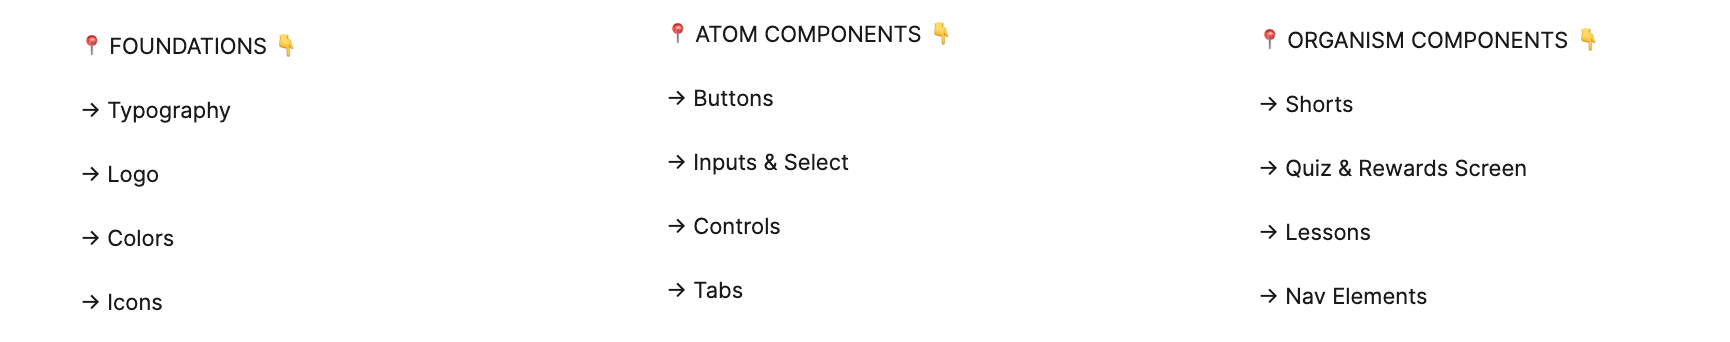 📍 FOUNDATIONS 👇
→ Typography
→ Logo
→ Colors
→ Icons
📍 ATOM COMPONENTS 👇
→ Buttons
→ Inputs & Select
→ Controls
→ Tabs
📍 ORGANISM COMPONENTS 👇
→ Shorts
→ Quiz & Rewards Screen
→ Lessons
→ Nav Elements